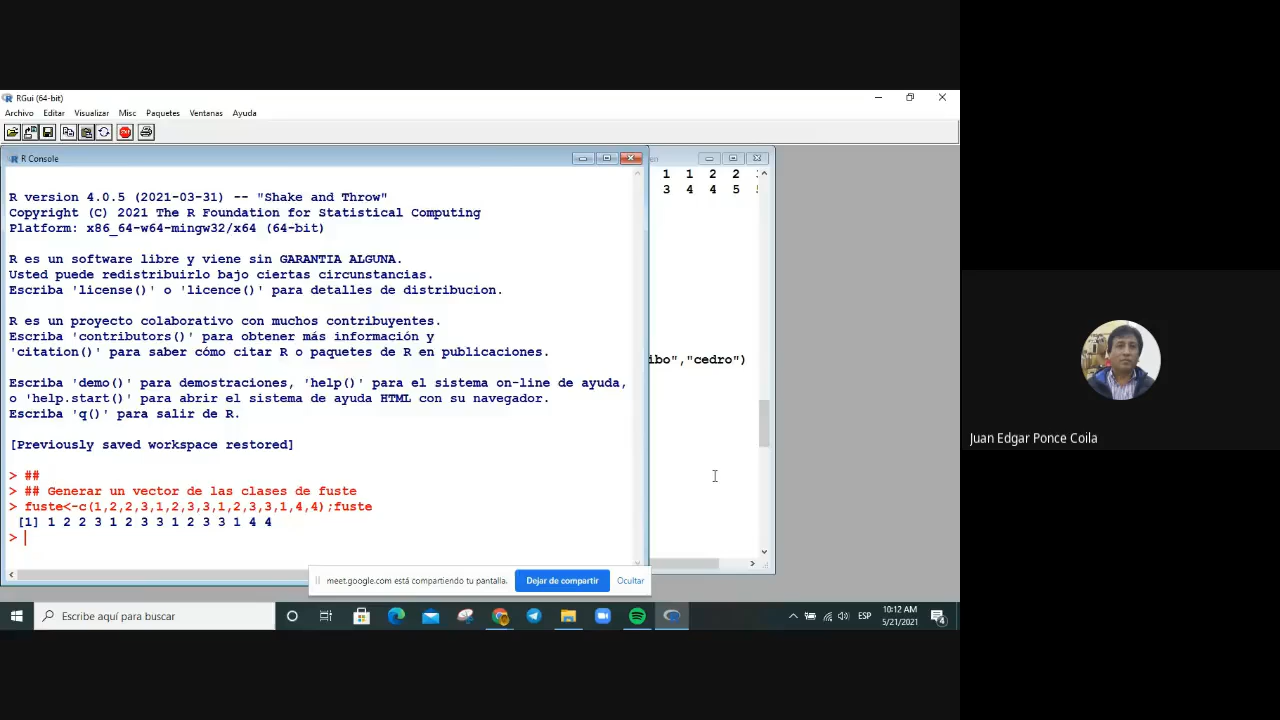 RGui (64-bit)
Archivo Editar Visualizar Misc Paquetes Ventanas Ayuda
R Console
R version 4.0.5 (2021-03-31) -- "Shake and Throw"
Copyright (C) 2021 The R Foundation for Statistical Computing
Platform: x86_64-w64-mingw32/x64 (64-bit)
R es un software libre y viene sin GARANTIA ALGUNA.
Usted puede redistribuirlo bajo ciertas circunstancias.
Escriba 'license()' o 'licence()' para detalles de distribucion.
R es un proyecto colaborativo con muchos contribuyentes.
Escriba 'contributors()' para obtener más información y
'citation()' para saber cómo citar R o paquetes de R en publicaciones.
Escriba 'demo()' para demostraciones, 'help()' para el sistema on-line de ayuda,
o 'help.start()' para abrir el sistema de ayuda HTML con su navegador.
Escriba 'q()' para salir de R.
[Previously saved workspace restored]
> ##
> ## Generar un vector de las clases de fuste
> fuste<-c(1,2,2,3,1,2,3,3,1,2,3,3,1,4,4);fuste
[1] 1 2 2 3 1 2 3 3 1 2 3 3 1 4 4
>
1 1 2 2
3 4 4 5
ibo","cedro")
meet.google.com está compartiendo tu pantalla.
Dejar de compartir
Ocultar
Escribe aquí para buscar
ESP
10:12 AM
5/21/2021
4
Juan Edgar Ponce Coila